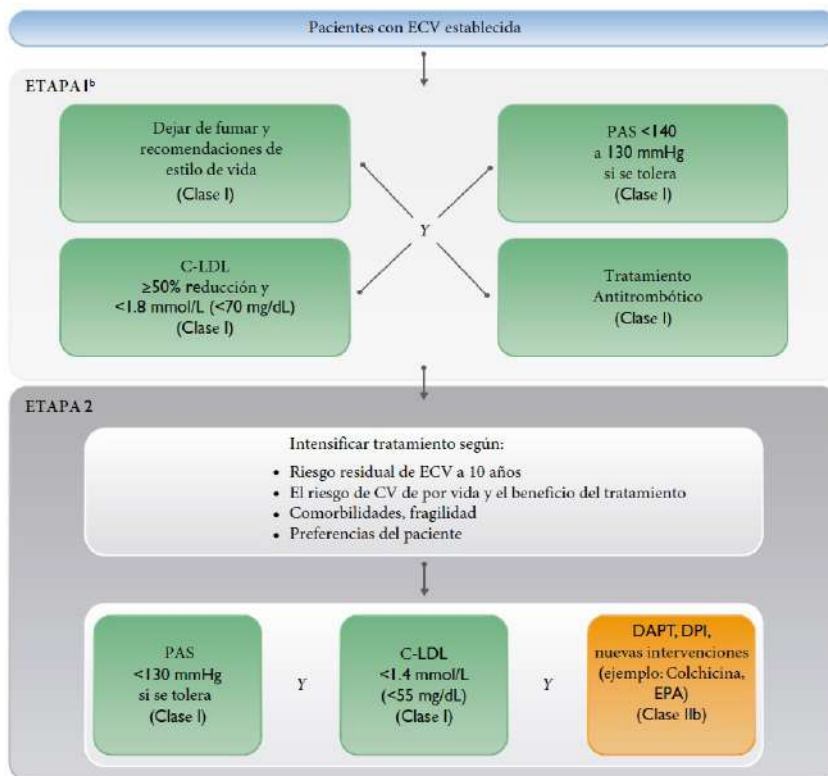 Pacientes con ECV establecida
ETAPA 1ᵇ
Dejar de fumar y
recomendaciones de
estilo de vida
(Clase I)
PAS <140
a 130 mmHg
si se tolera
(Clase I)
Y
C-LDL
≥50% reducción y
<1.8 mmol/L (<70 mg/dL)
(Clase I)
Tratamiento
Antitrombótico
(Clase I)
ETAPA 2
Intensificar tratamiento según:
• Riesgo residual de ECV a 10 años
• El riesgo de CV de por vida y el beneficio del tratamiento
• Comorbilidades, fragilidad
• Preferencias del paciente
PAS
<130 mmHg
si se tolera
(Clase I)
Y
C-LDL
<1.4 mmol/L
(<55 mg/dL)
(Clase I)
Y
DAPT, DPI,
nuevas intervenciones
(ejemplo: Colchicina,
EPA)
(Clase IIb)